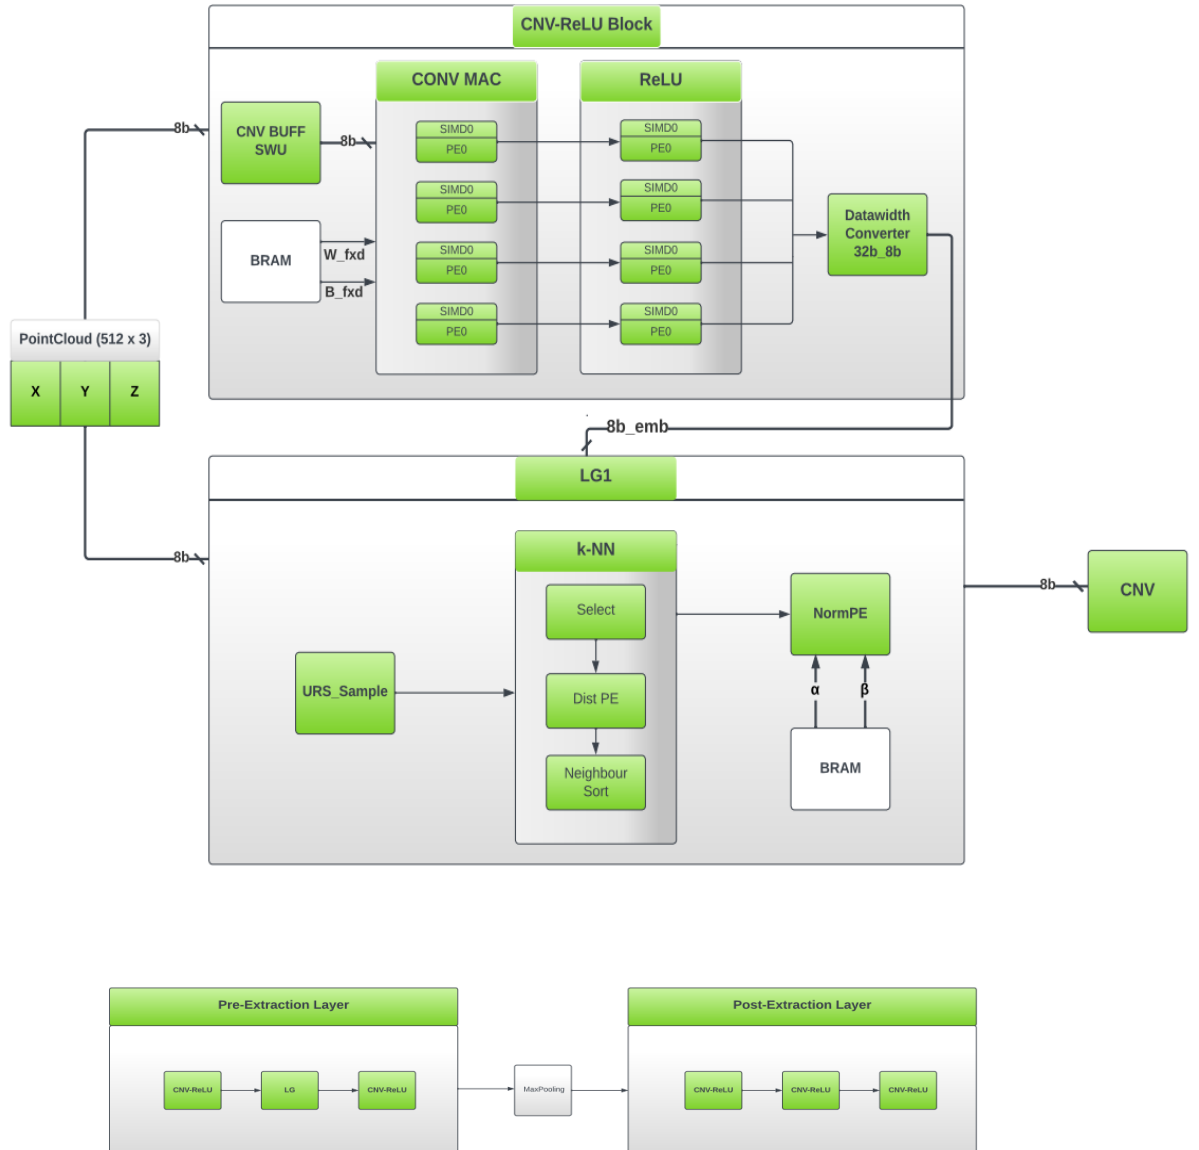 CNV-ReLU Block
CONV MAC
ReLU
8b
CNV BUFF
SWU
8b
SIMD0
PE0
SIMD0
PE0
SIMD0
PE0
SIMD0
PE0
SIMD0
PE0
SIMD0
PE0
SIMD0
PE0
SIMD0
PE0
Datawidth
Converter
32b_8b
BRAM
W_fxd
B_fxd
PointCloud (512 x 3)
X Y Z
8b_emb
LG1
8b
k-NN
Select
Dist PE
Neighbour
Sort
URS_Sample
NormPE
α β
BRAM
8b
CNV
Pre-Extraction Layer
CNV-ReLU LG CNV-ReLU
MaxPooling
Post-Extraction Layer
CNV-ReLU CNV-ReLU CNV-ReLU